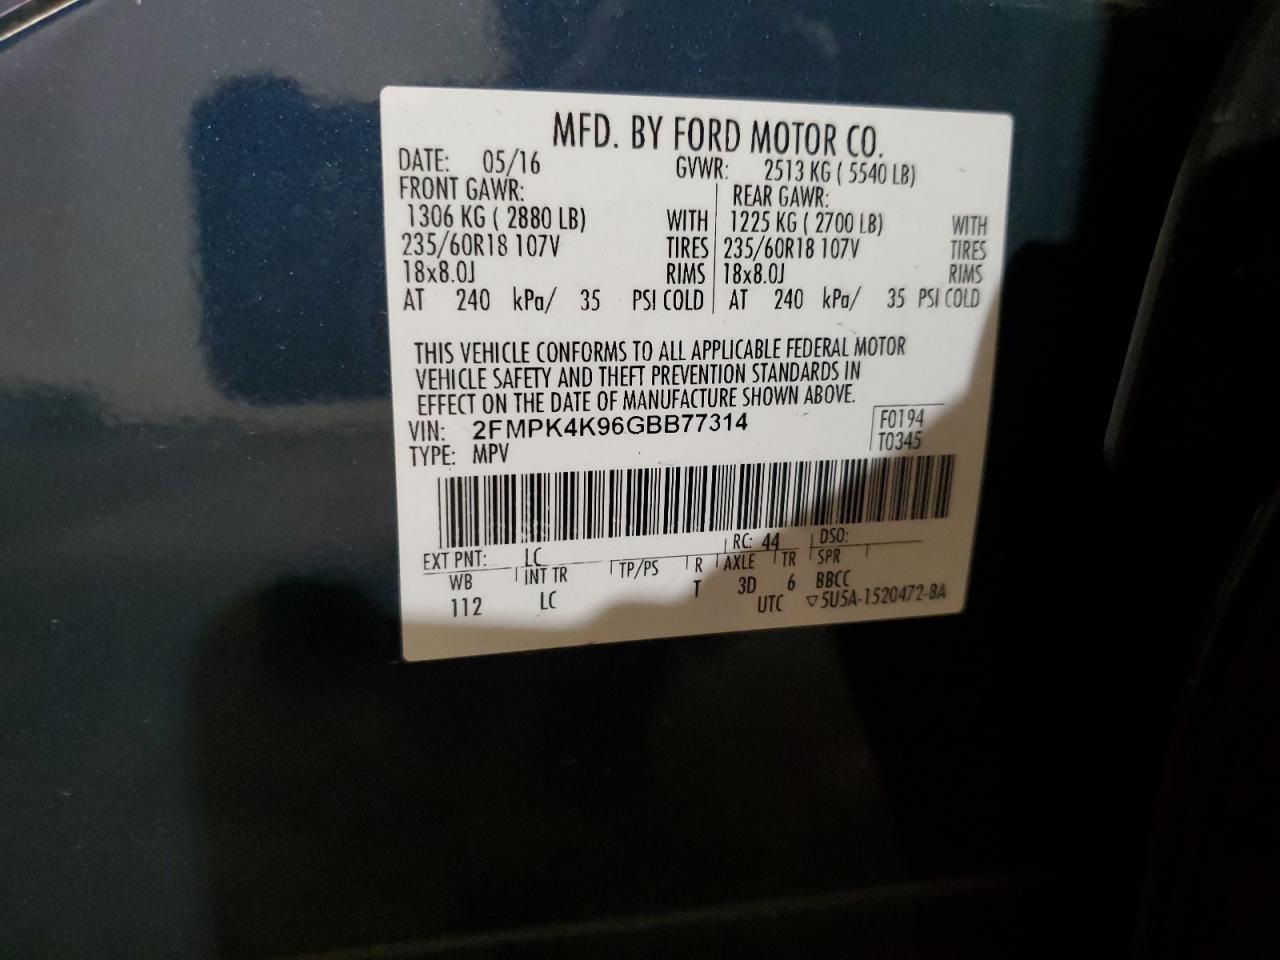 MFD. BY FORD MOTOR CO.
DATE: 05/16 GVWR: 2513 KG ( 5540 LB)
FRONT GAWR: REAR GAWR:
1306 KG ( 2880 LB) WITH 1225 KG ( 2700 LB) WITH
235/60R18 107V TIRES 235/60R18 107V TIRES
18x8.0J RIMS 18x8.0J RIMS
AT 240 kPa/ 35 PSI COLD AT 240 kPa/ 35 PSI COLD
THIS VEHICLE CONFORMS TO ALL APPLICABLE FEDERAL MOTOR
VEHICLE SAFETY AND THEFT PREVENTION STANDARDS IN
EFFECT ON THE DATE OF MANUFACTURE SHOWN ABOVE.
VIN: 2FMPK4K96GBB77314 F0194
TYPE: MPV T0345
EXT PNT: LC RC: 44 DSO:
WB INT TR TP/PS R AXLE TR SPR
112 LC T 3D 6 BBCC
UTC ▽5U5A-1520472-BA